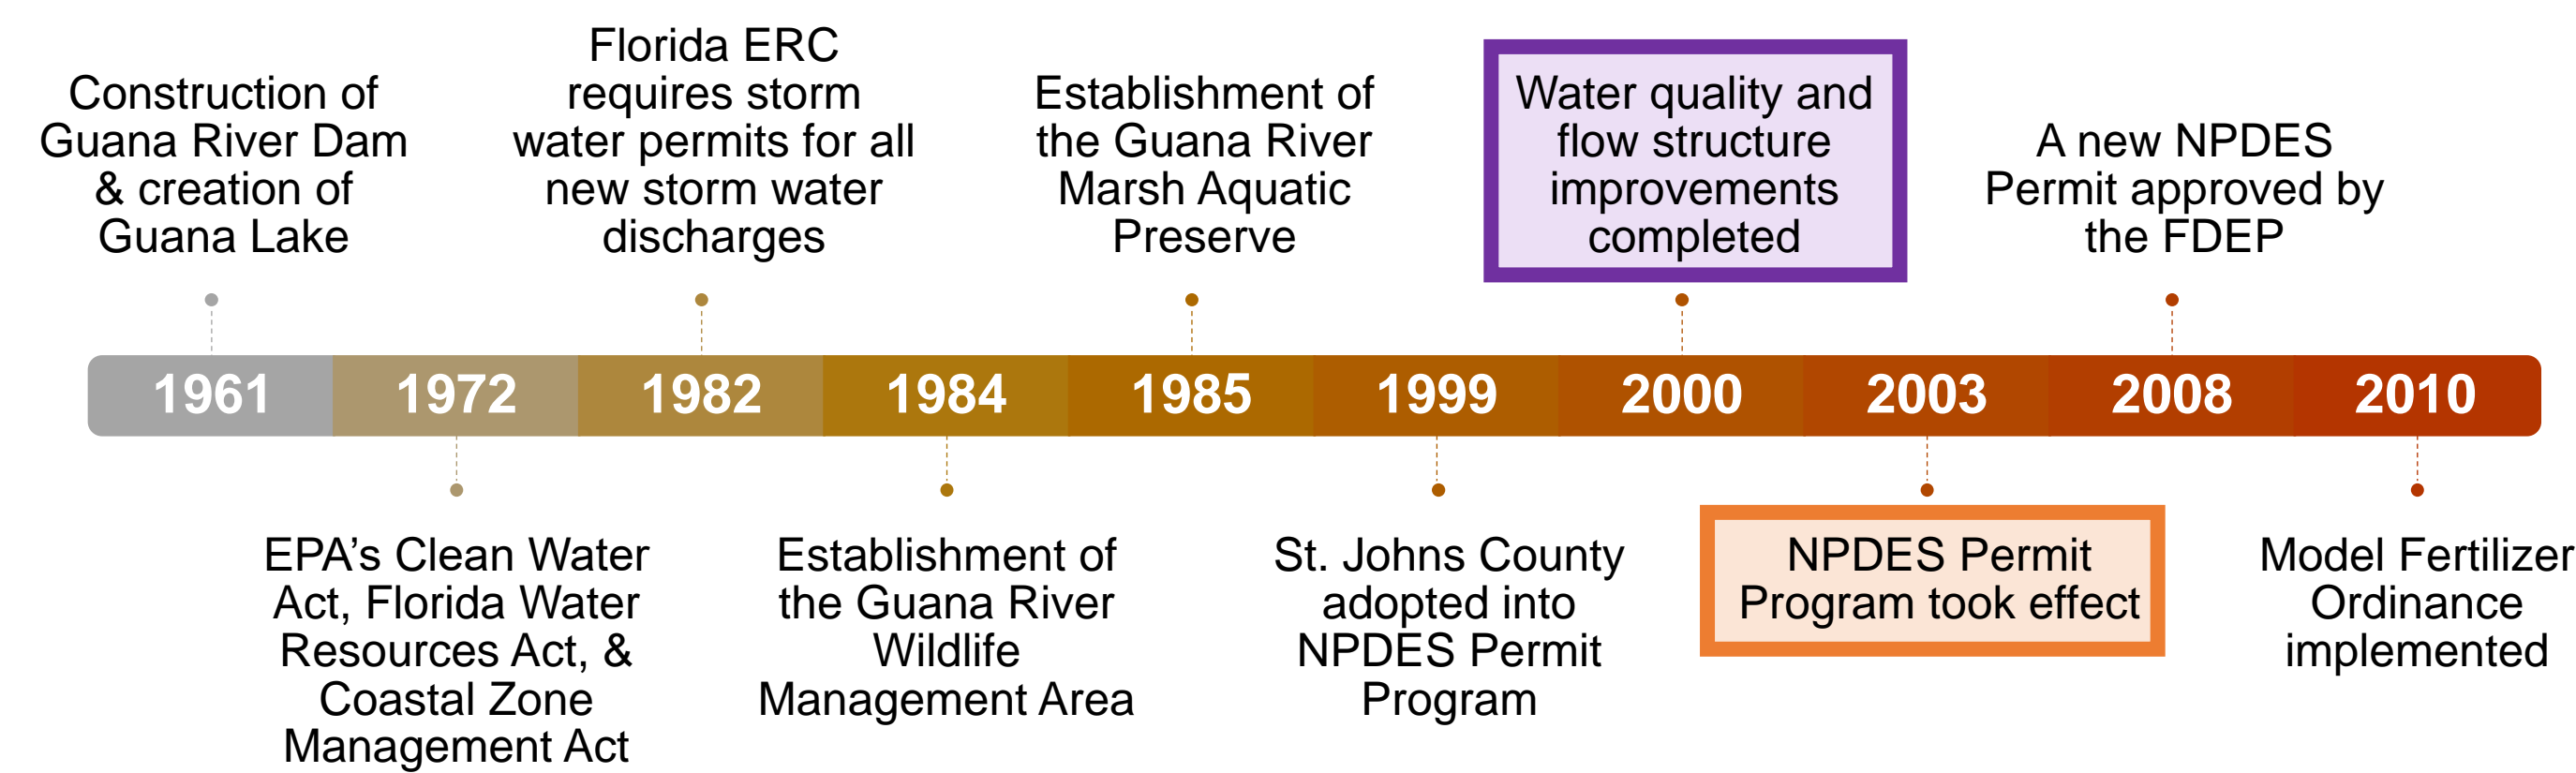 Construction of
Guana River Dam
& creation of
Guana Lake
Florida ERC
requires storm
water permits for all
new storm water
discharges
Establishment of
the Guana River
Marsh Aquatic
Preserve
Water quality and
flow structure
improvements
completed
A new NPDES
Permit approved by
the FDEP
1961
1972
1982
1984
1985
1999
2000
2003
2008
2010
EPA’s Clean Water
Act, Florida Water
Resources Act, &
Coastal Zone
Management Act
Establishment of
the Guana River
Wildlife
Management Area
St. Johns County
adopted into
NPDES Permit
Program
NPDES Permit
Program took effect
Model Fertilizer
Ordinance
implemented